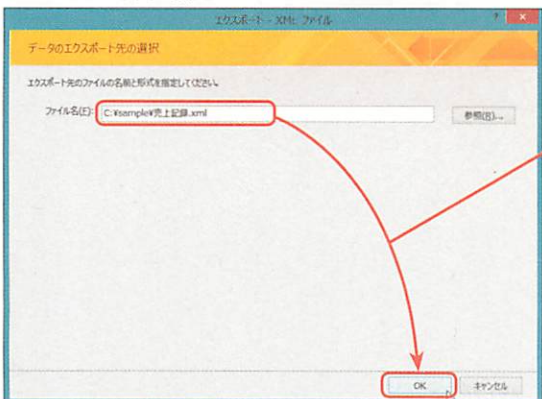 エクスポート - XML ファイル
データのエクスポート先の選択
エクスポート先のファイルの名前と形式を指定してください。
ファイル名(F): C:¥sample¥売上記録.xml 参照(R)...
OK キャンセル